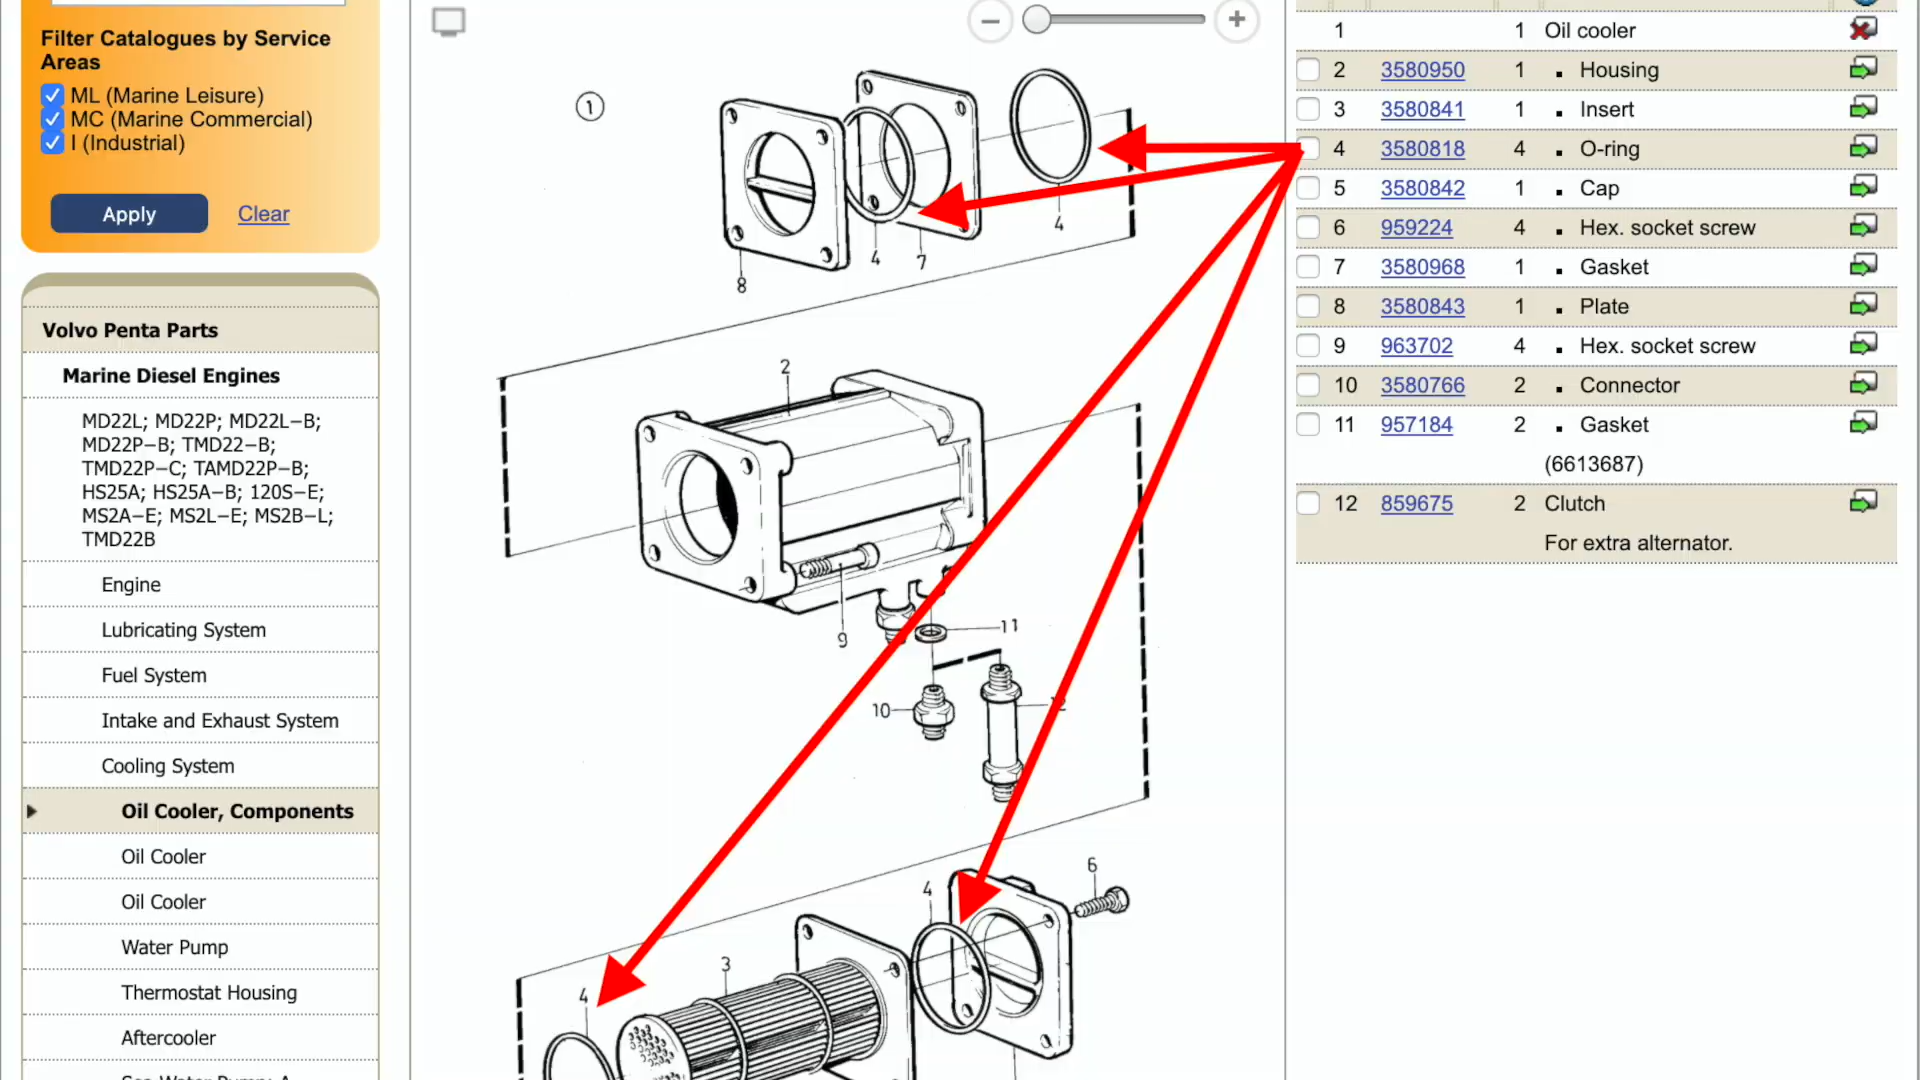 Filter Catalogues by Service
Areas
ML (Marine Leisure)
MC (Marine Commercial)
I (Industrial)
Apply Clear
Volvo Penta Parts
Marine Diesel Engines
MD22L; MD22P; MD22L–B;
MD22P–B; TMD22–B;
TMD22P–C; TAMD22P–B;
HS25A; HS25A–B; 120S–E;
MS2A–E; MS2L–E; MS2B–L;
TMD22B
Engine
Lubricating System
Fuel System
Intake and Exhaust System
Cooling System
Oil Cooler, Components
Oil Cooler
Oil Cooler
Water Pump
Thermostat Housing
Aftercooler
1
4
4
7
8
2
9
11
10
12
6
4
3
4
1 1 Oil cooler
2 3580950 1 Housing
3 3580841 1 Insert
4 3580818 4 O-ring
5 3580842 1 Cap
6 959224 4 Hex. socket screw
7 3580968 1 Gasket
8 3580843 1 Plate
9 963702 4 Hex. socket screw
10 3580766 2 Connector
11 957184 2 Gasket
(6613687)
12 859675 2 Clutch
For extra alternator.